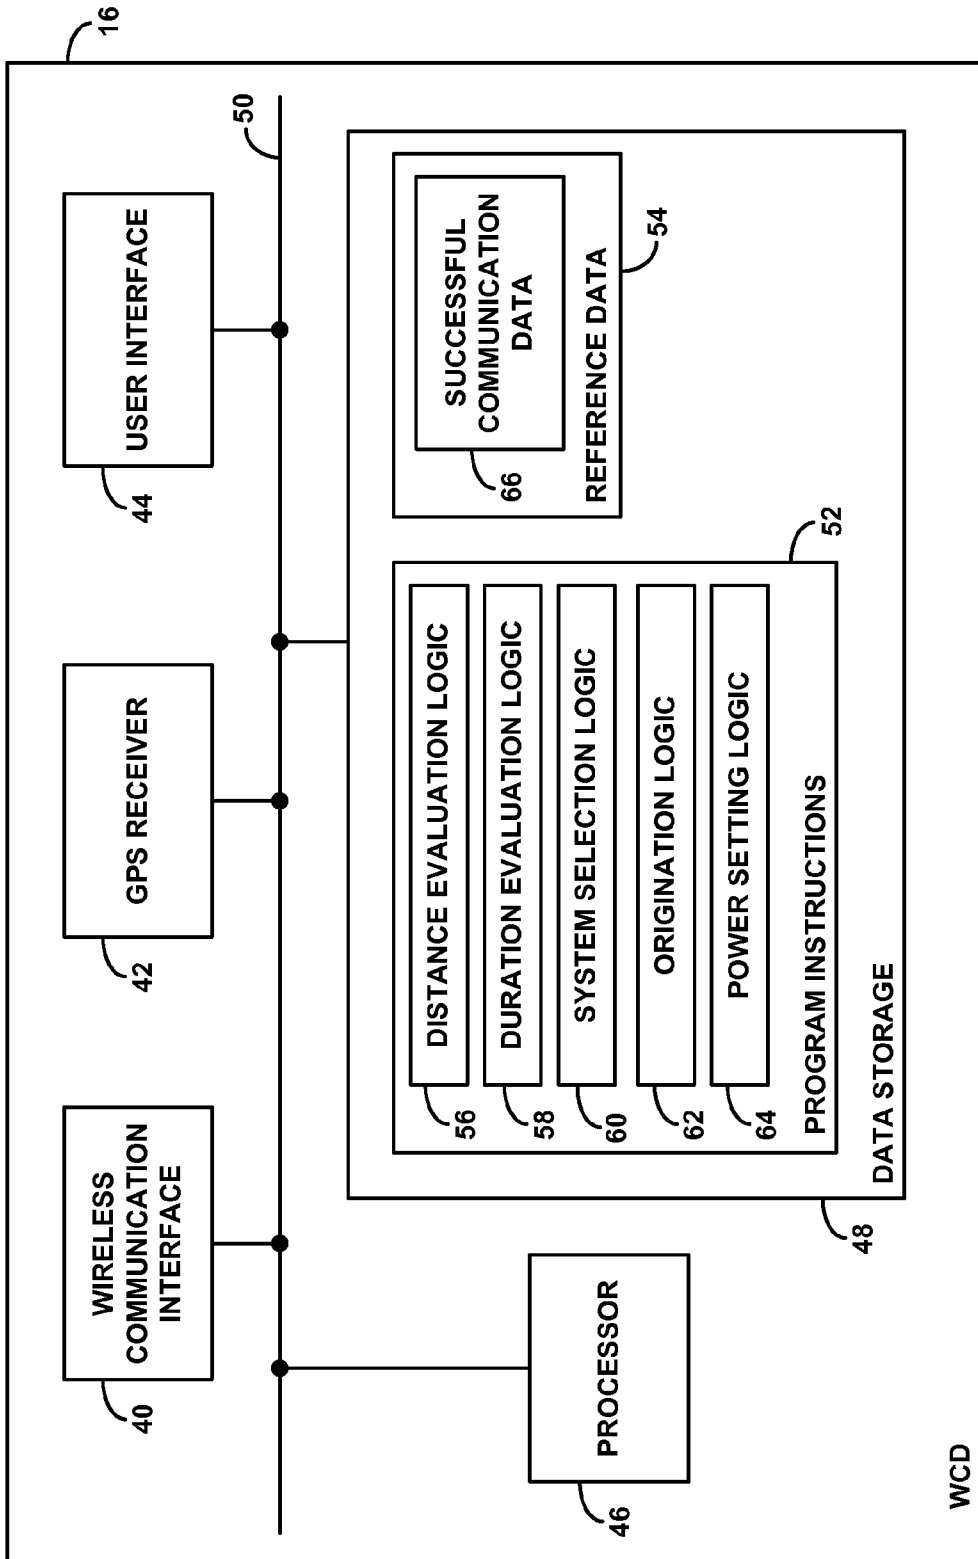 16
WIRELESS
COMMUNICATION
INTERFACE
40
GPS RECEIVER
42
USER INTERFACE
44
50
PROCESSOR
46
DISTANCE EVALUATION LOGIC
56
DURATION EVALUATION LOGIC
58
SYSTEM SELECTION LOGIC
60
ORIGINATION LOGIC
62
POWER SETTING LOGIC
64
PROGRAM INSTRUCTIONS
52
SUCCESSFUL
COMMUNICATION
DATA
66
REFERENCE DATA
54
DATA STORAGE
48
WCD